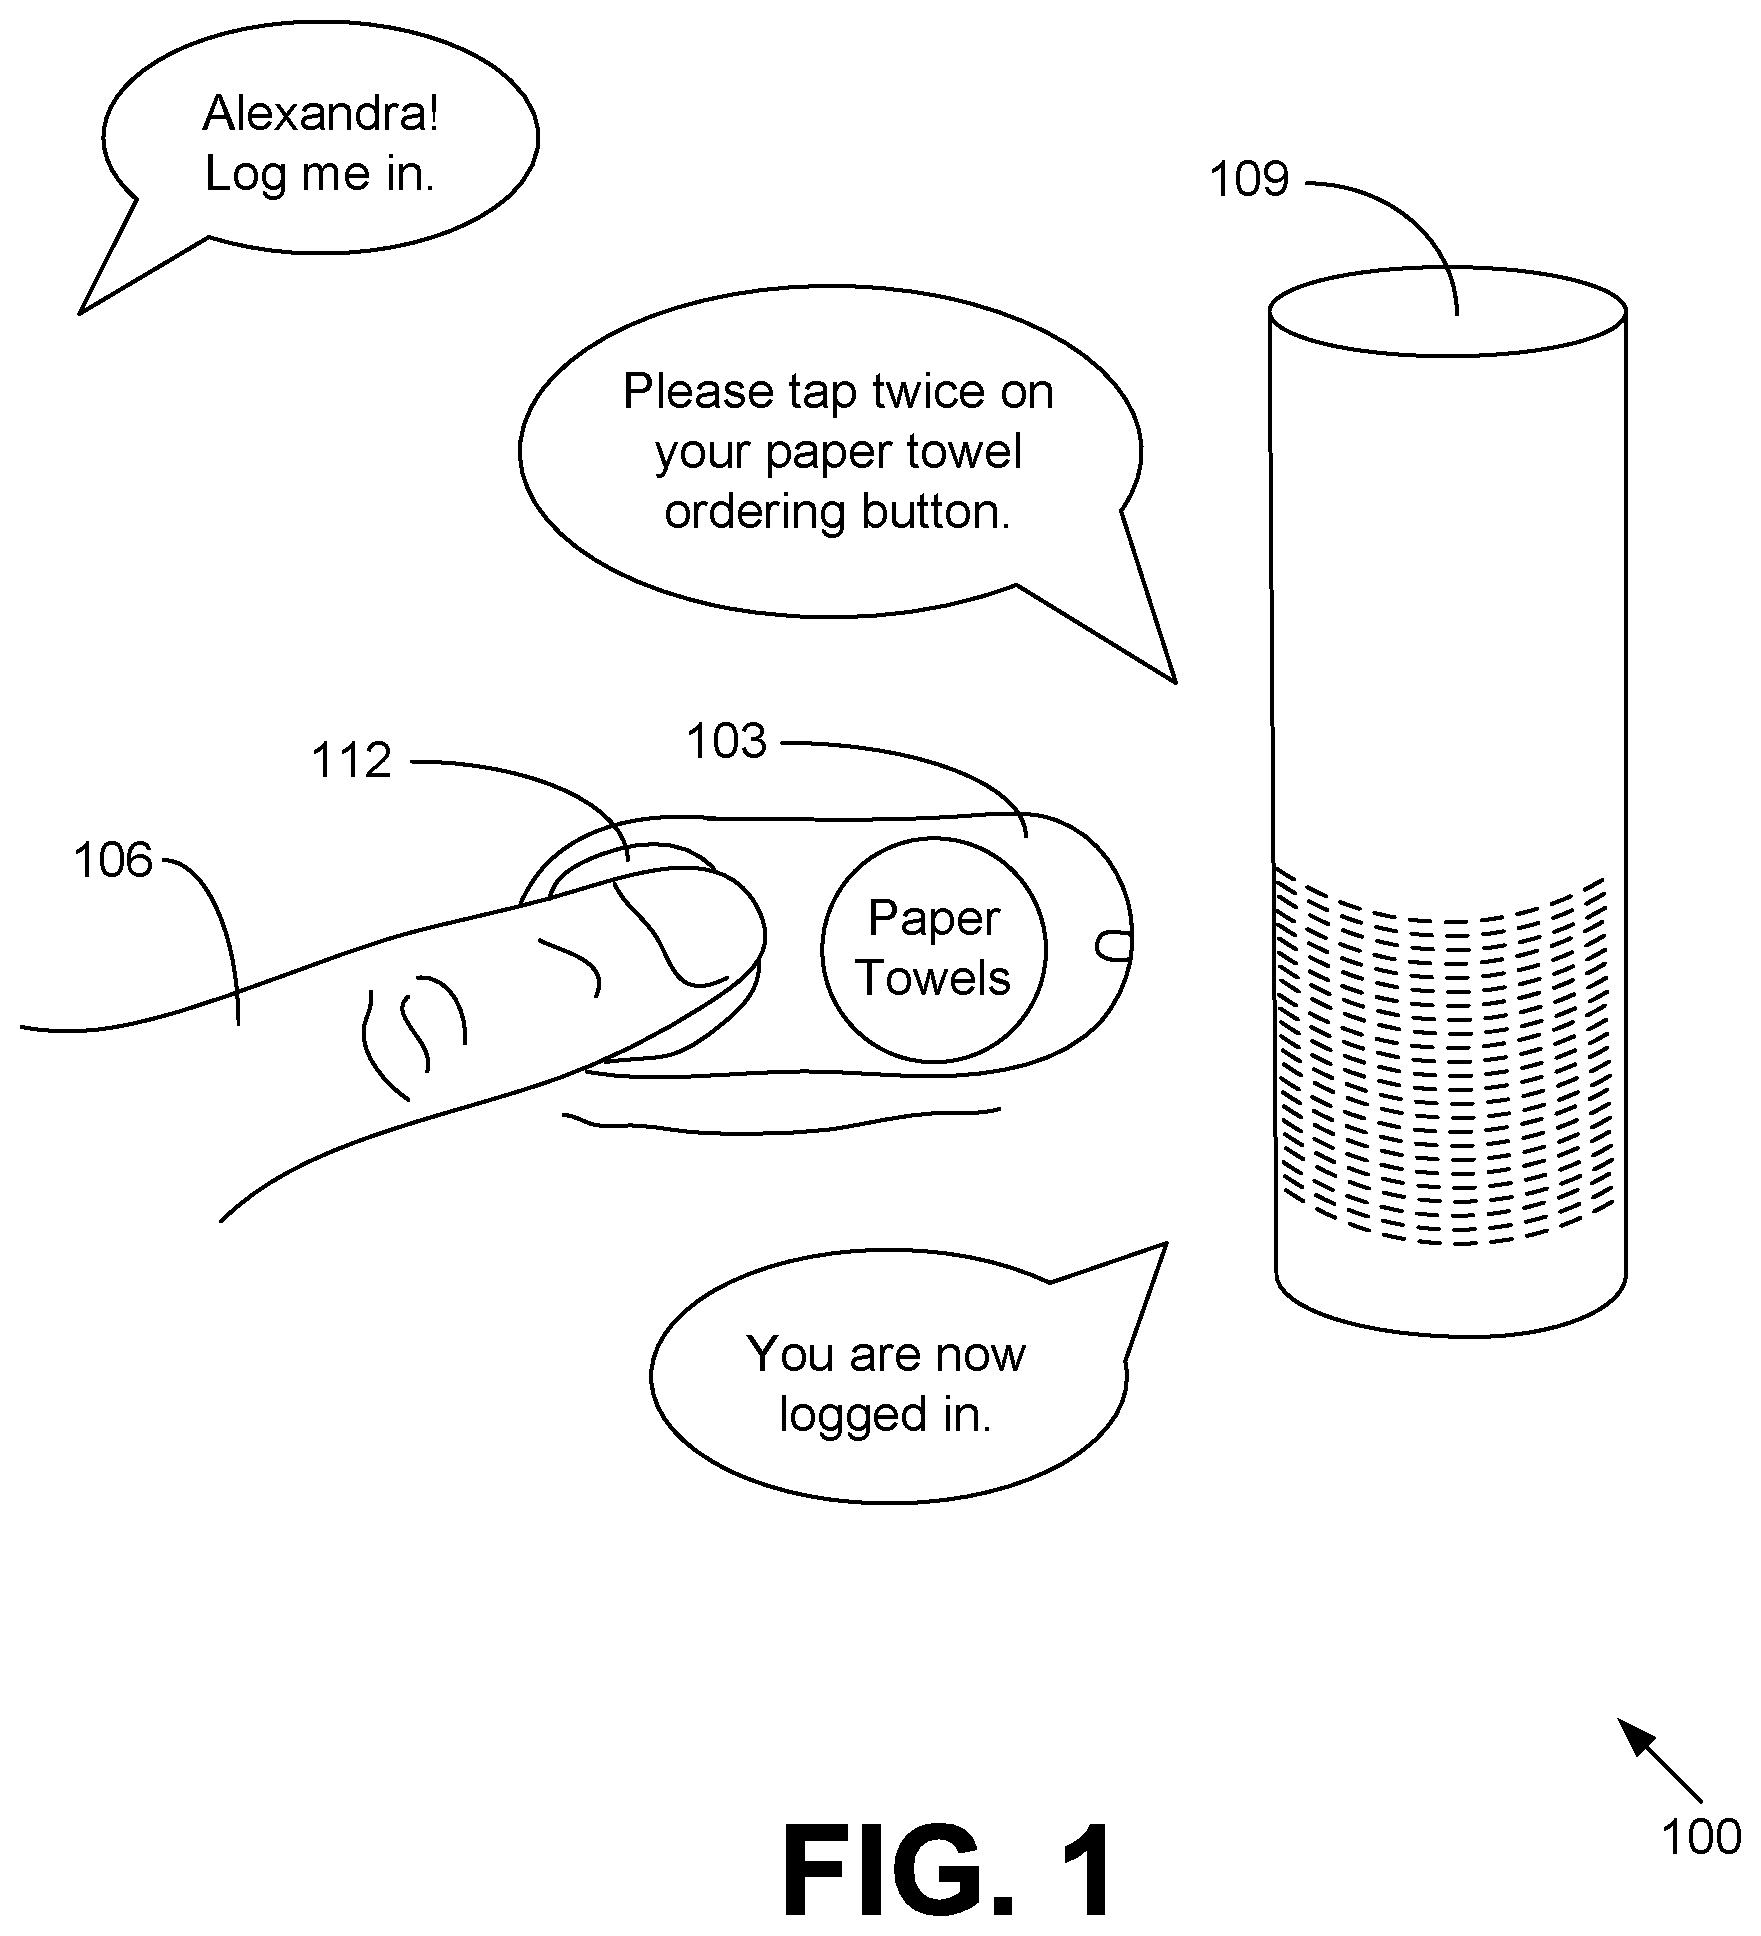 Alexandra!
Log me in.
109
Please tap twice on
your paper towel
ordering button.
103
112
106
Paper
Towels
You are now
logged in.
100
FIG. 1